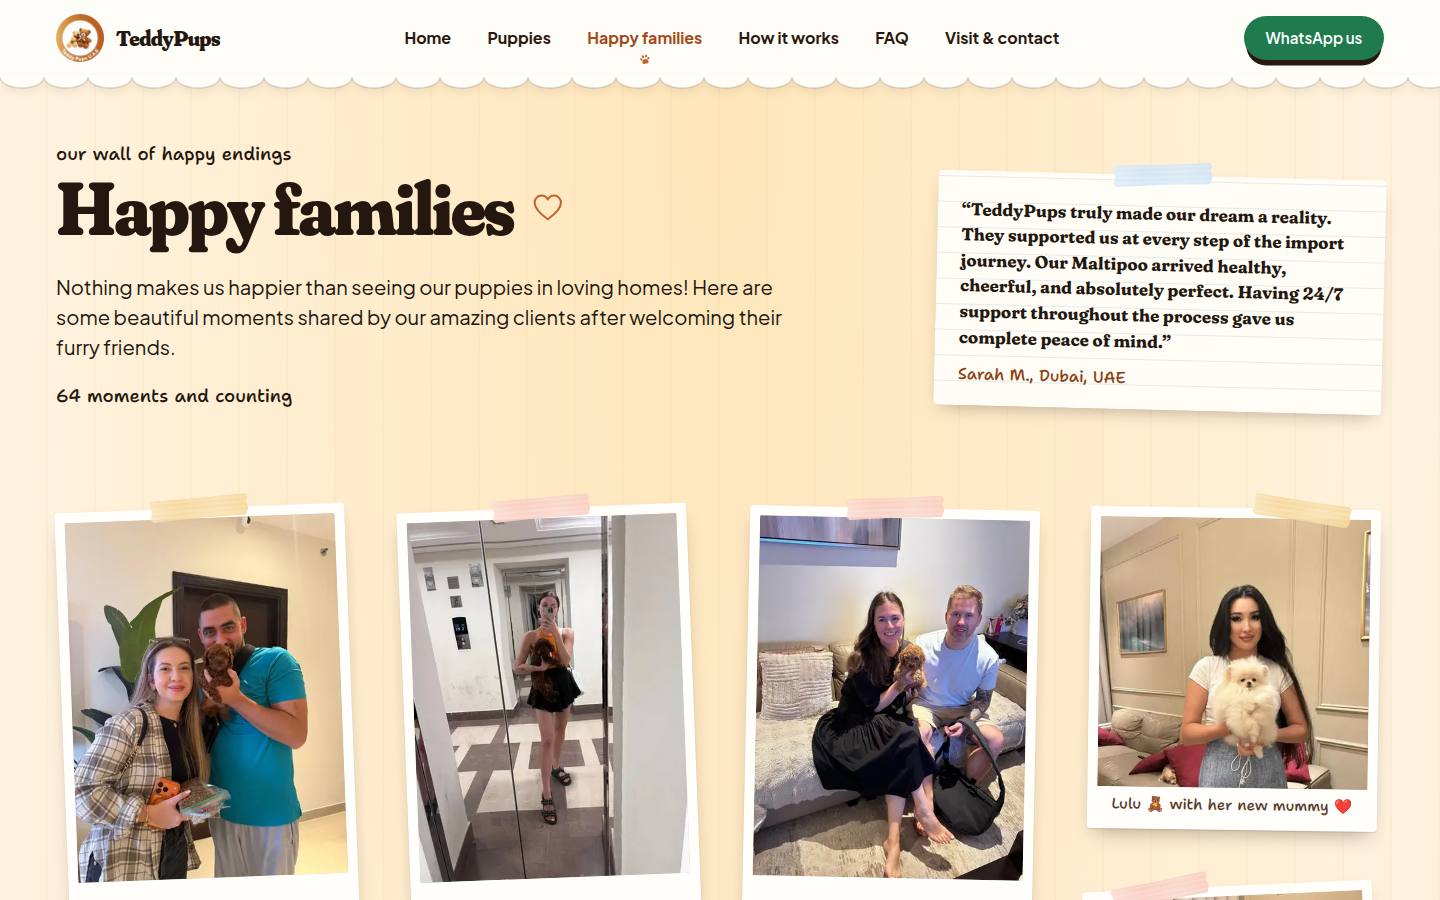 TeddyPups
Home
Puppies
Happy families
How it works
FAQ
Visit & contact
WhatsApp us
our wall of happy endings
Happy families
Nothing makes us happier than seeing our puppies in loving homes! Here are
some beautiful moments shared by our amazing clients after welcoming their
furry friends.
64 moments and counting
“TeddyPups truly made our dream a reality.
They supported us at every step of the import
journey. Our Maltipoo arrived healthy,
cheerful, and absolutely perfect. Having 24/7
support throughout the process gave us
complete peace of mind.”
Sarah M., Dubai, UAE
Lulu 🧸 with her new mummy ❤️